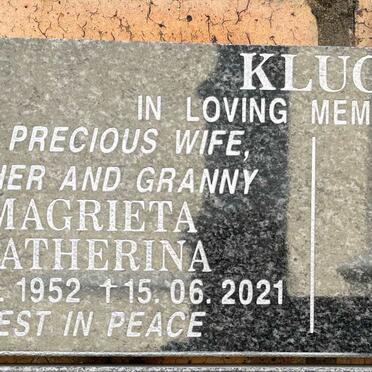 KLUG
IN LOVING MEM
PRECIOUS WIFE,
HER AND GRANNY
MAGRIETA
ATHERINA
. 1952 †15. 06. 2021
EST IN PEACE